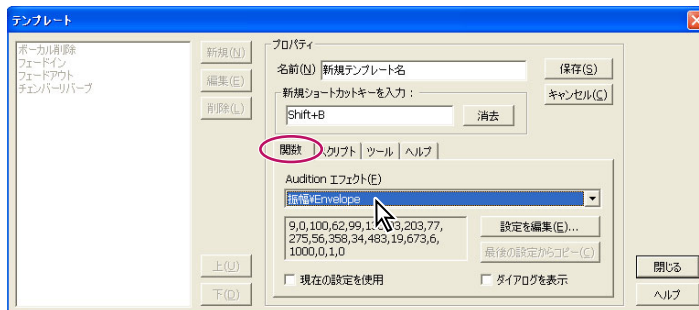 テンプレート
ボーカル削除
フェードイン
フェードアウト
チェンバーリバーブ
新規(N)
編集(E)
削除(L)
上(U)
下(D)
プロパティ
名前(N) 新規テンプレート名
保存(S)
新規ショートカットキーを入力：
キャンセル(C)
Shift+B
消去
関数
クリプト
ツール
ヘルプ
Audition エフェクト(F)
振幅¥Envelope
9,0,100,62,99,1
3,203,77,
275,56,358,34,483,19,673,6,
1000,0,1,0
設定を編集(E)...
最後の設定からコピー(C)
現在の設定を使用
ダイアログを表示
閉じる
ヘルプ